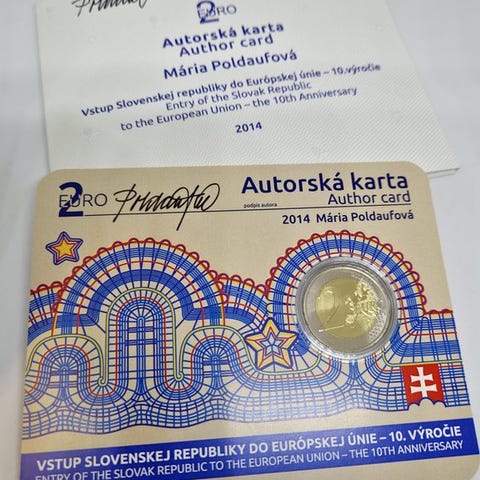 Poldaufová
2 EURO
Autorská karta
Author card
Mária Poldaufová
Vstup Slovenskej republiky do Európskej únie – 10.výročie
Entry of the Slovak Republic
to the European Union – the 10th Anniversary
2014
2 EURO Poldaufová Autorská karta
podpis autora Author card
2014 Mária Poldaufová
2
VSTUP SLOVENSKEJ REPUBLIKY DO EURÓPSKEJ ÚNIE – 10. VÝROČIE
ENTRY OF THE SLOVAK REPUBLIC TO THE EUROPEAN UNION – THE 10TH ANNIVERSARY